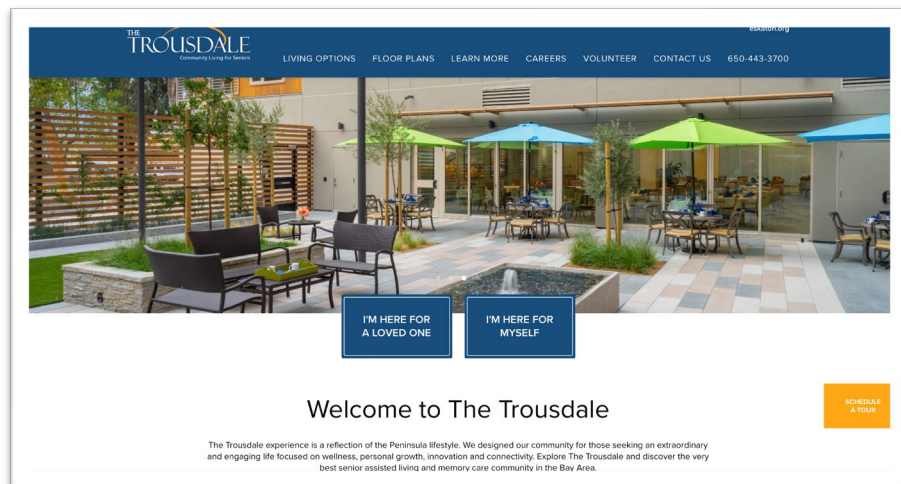 eskaton.org
THE
TROUSDALE
Community Living for Seniors
LIVING OPTIONS FLOOR PLANS LEARN MORE CAREERS VOLUNTEER CONTACT US 650-443-3700
I'M HERE FOR
A LOVED ONE
I'M HERE FOR
MYSELF
Welcome to The Trousdale
SCHEDULE
A TOUR
The Trousdale experience is a reflection of the Peninsula lifestyle. We designed our community for those seeking an extraordinary
and engaging life focused on wellness, personal growth, innovation and connectivity. Explore The Trousdale and discover the very
best senior assisted living and memory care community in the Bay Area.